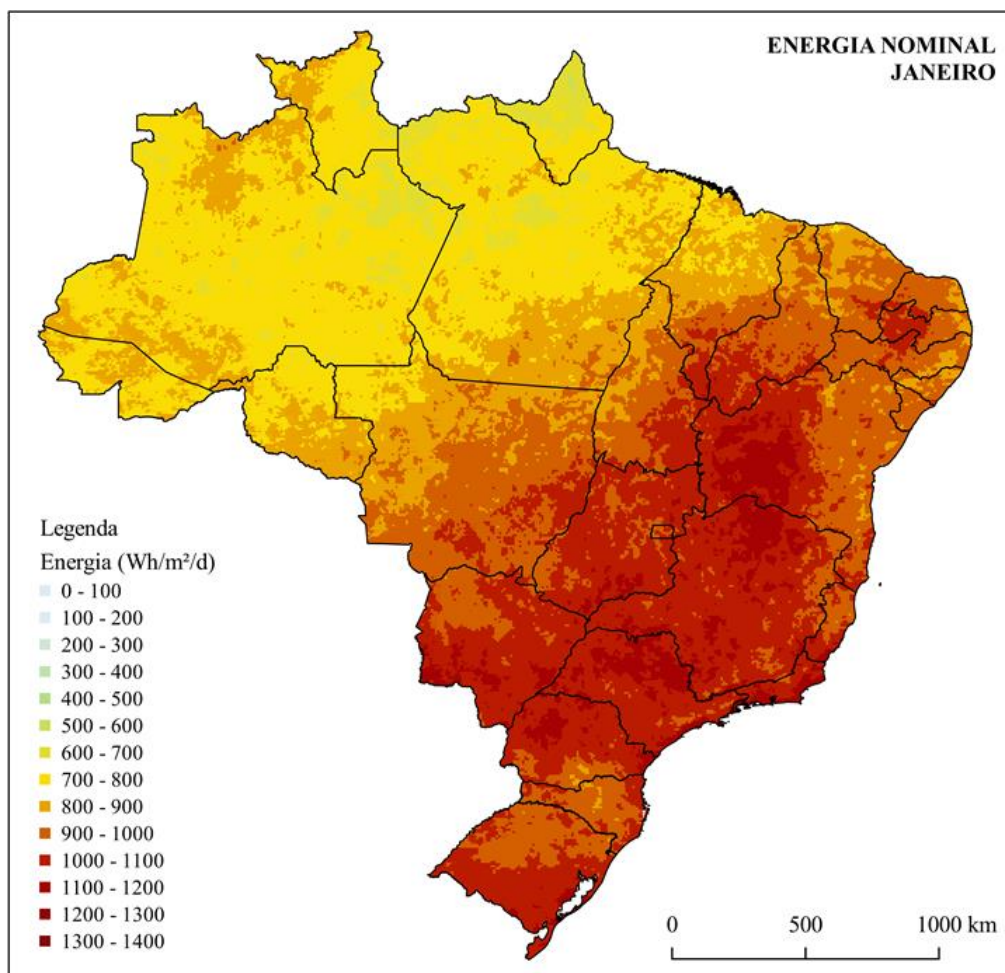 ENERGIA NOMINAL
JANEIRO
Legenda
Energia (Wh/m²/d)
0 - 100
100 - 200
200 - 300
300 - 400
400 - 500
500 - 600
600 - 700
700 - 800
800 - 900
900 - 1000
1000 - 1100
1100 - 1200
1200 - 1300
1300 - 1400
0 500 1000 km